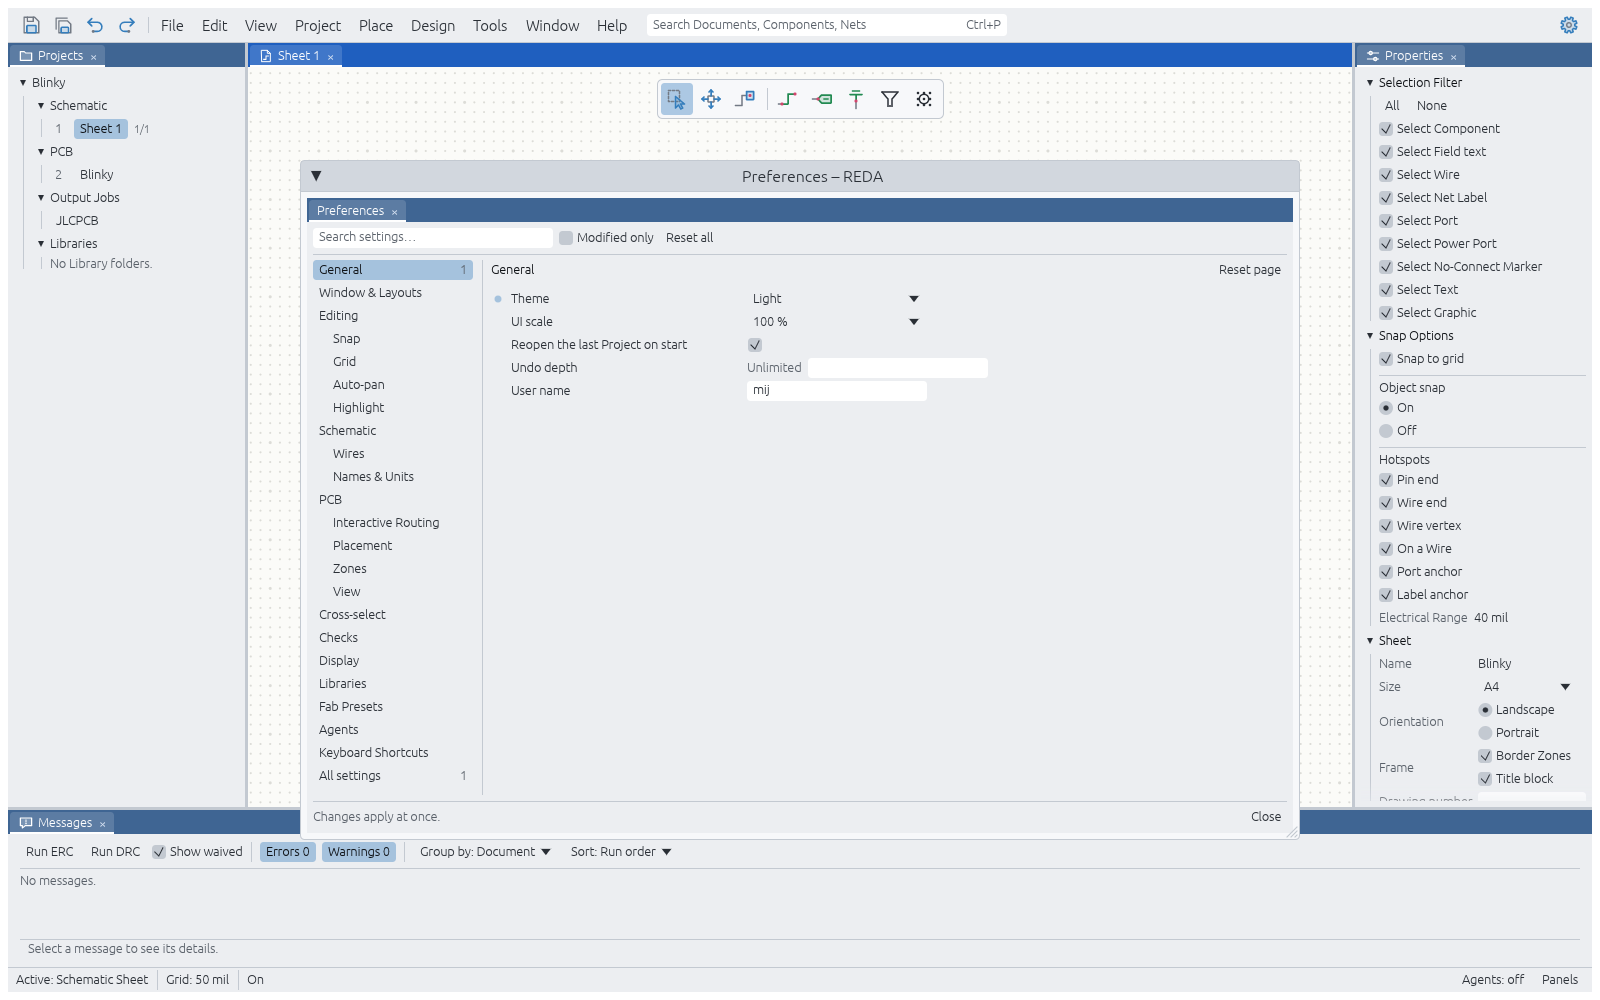 File Edit View Project Place Design Tools Window Help Search Documents, Components, Nets Ctrl+P
Projects
Blinky
Schematic
1 Sheet 1 1/1
PCB
2 Blinky
Output Jobs
JLCPCB
Libraries
No Library folders.
Sheet 1
Preferences – REDA
Preferences
Search settings... Modified only Reset all
General 1
Window & Layouts
Editing
Snap
Grid
Auto-pan
Highlight
Schematic
Wires
Names & Units
PCB
Interactive Routing
Placement
Zones
View
Cross-select
Checks
Display
Libraries
Fab Presets
Agents
Keyboard Shortcuts
All settings 1
General Reset page
Theme Light
UI scale 100 %
Reopen the last Project on start
Undo depth Unlimited
User name mij
Changes apply at once. Close
Properties
Selection Filter
All None
Select Component
Select Field text
Select Wire
Select Net Label
Select Port
Select Power Port
Select No-Connect Marker
Select Text
Select Graphic
Snap Options
Snap to grid
Object snap
On
Off
Hotspots
Pin end
Wire end
Wire vertex
On a Wire
Port anchor
Label anchor
Electrical Range 40 mil
Sheet
Name Blinky
Size A4
Orientation Landscape
Portrait
Frame Border Zones
Title block
Drawing number
Messages
Run ERC Run DRC Show waived Errors 0 Warnings 0 Group by: Document Sort: Run order
No messages.
Select a message to see its details.
Active: Schematic Sheet Grid: 50 mil On Agents: off Panels